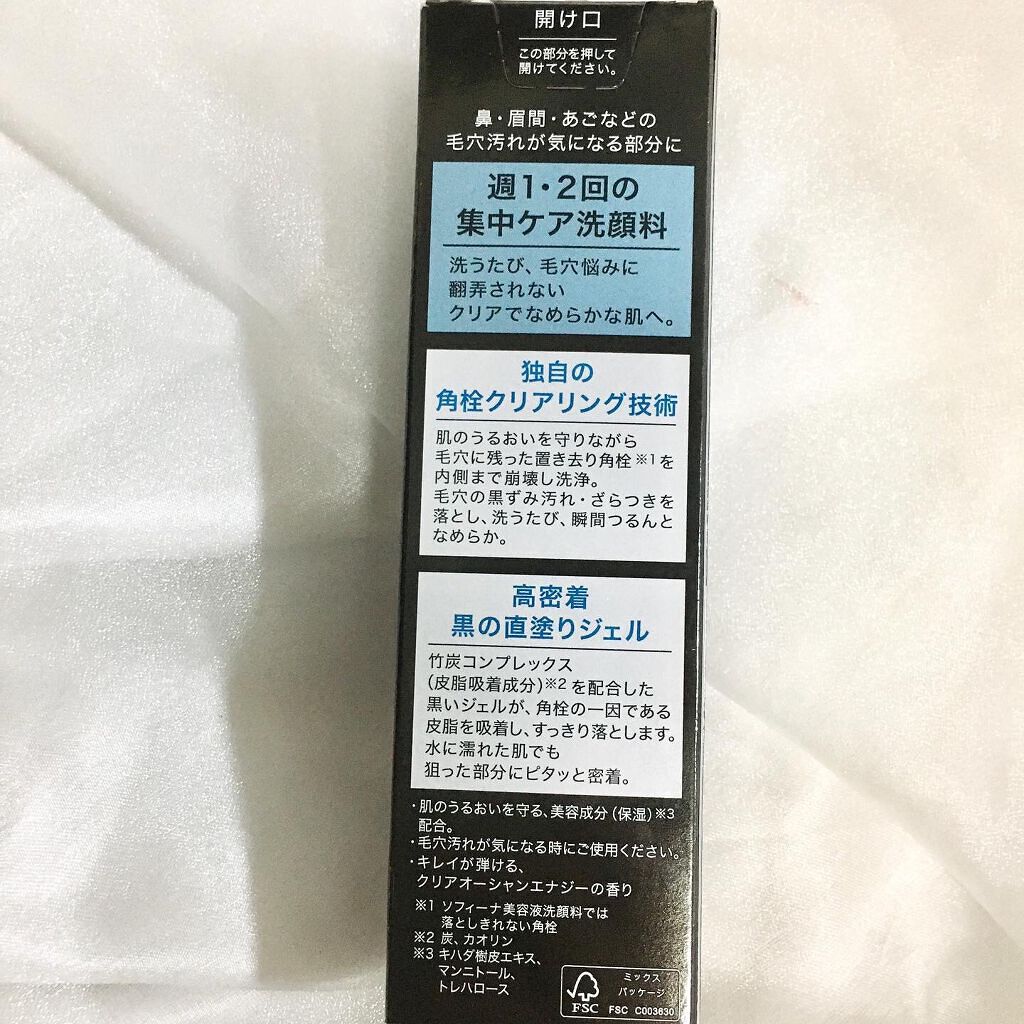 開け口
この部分を押して
開けてください。
鼻・眉間・あごなどの
毛穴汚れが気になる部分に
週1・2回の
集中ケア洗顔料
洗うたび、毛穴悩みに
翻弄されない
クリアでなめらかな肌へ。
独自の
角栓クリアリング技術
肌のうるおいを守りながら
毛穴に残った置き去り角栓※1を
内側まで崩壊し洗浄。
毛穴の黒ずみ汚れ・ざらつきを
落とし、洗うたび、瞬間つるんと
なめらか。
高密着
黒の直塗りジェル
竹炭コンプレックス
(皮脂吸着成分)※2を配合した
黒いジェルが、角栓の一因である
皮脂を吸着し、すっきり落とします。
水に濡れた肌でも
狙った部分にピタッと密着。
・肌のうるおいを守る、美容成分(保湿)※3
配合。
・毛穴汚れが気になる時にご使用ください。
・キレイが弾ける、
クリアオーシャンエナジーの香り
※1 ソフィーナ美容液洗顔料では
落としきれない角栓
※2 炭、カオリン
※3 キハダ樹皮エキス、
マンニトール、
トレハロース
ミックス
パッケージ
FSC FSC C003630